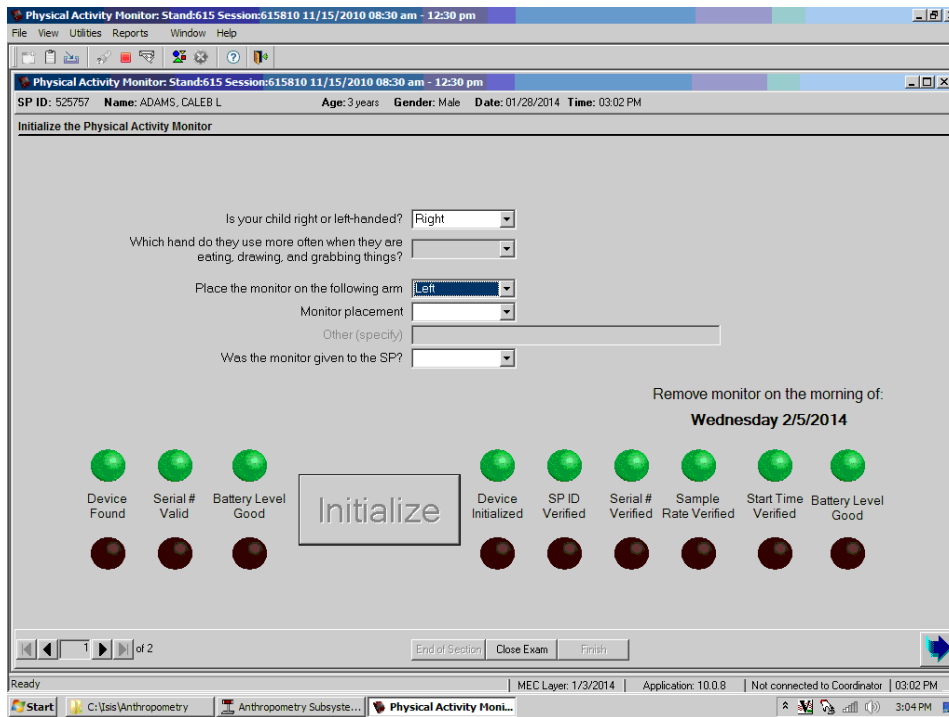 Physical Activity Monitor: Stand:615 Session:615810 11/15/2010 08:30 am - 12:30 pm
File View Utilities Reports Window Help
Physical Activity Monitor: Stand:615 Session:615810 11/15/2010 08:30 am - 12:30 pm
SP ID: 525757 Name: ADAMS, CALEB L Age: 3 years Gender: Male Date: 01/28/2014 Time: 03:02 PM
Initialize the Physical Activity Monitor
Is your child right or left-handed? Right
Which hand do they use more often when they are
eating, drawing, and grabbing things?
Place the monitor on the following arm Left
Monitor placement
Other (specify)
Was the monitor given to the SP?
Remove monitor on the morning of:
Wednesday 2/5/2014
Device Found
Serial # Valid
Battery Level Good
Initialize
Device Initialized
SP ID Verified
Serial # Verified
Sample Rate Verified
Start Time Verified
Battery Level Good
1 of 2
End of Section Close Exam Finish
Ready MEC Layer: 1/3/2014 Application: 10.0.8 Not connected to Coordinator 03:02 PM
Start C:\Isis\Anthropometry Anthropometry Subsyste... Physical Activity Moni... 3:04 PM